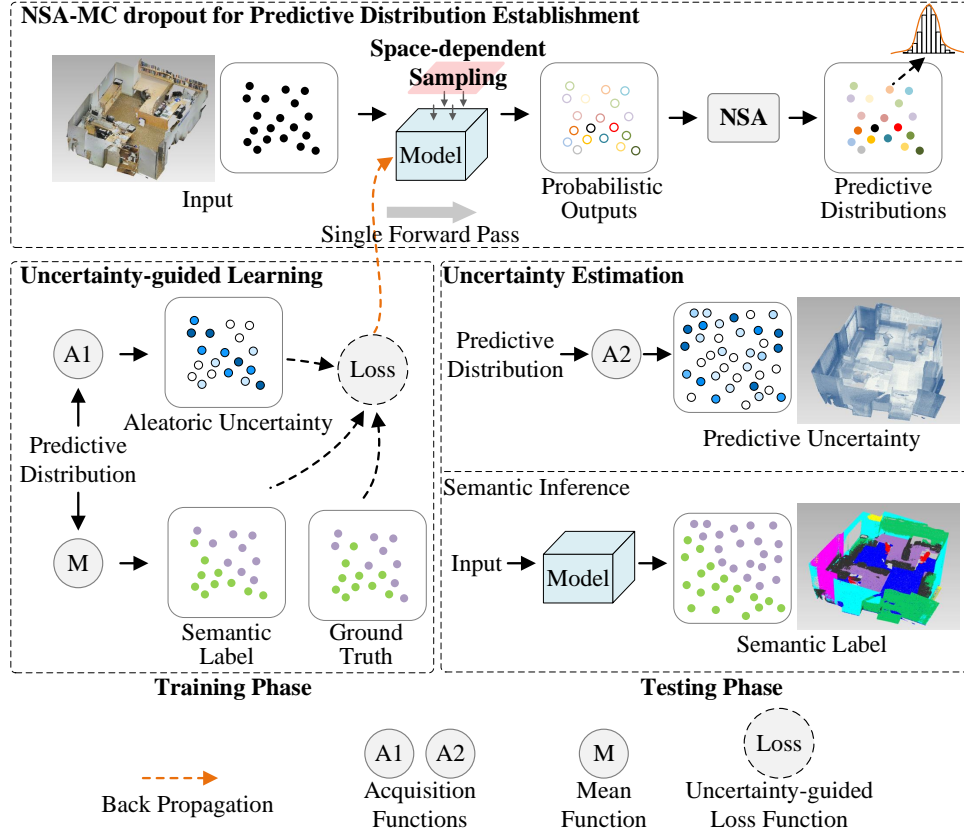 NSA-MC dropout for Predictive Distribution Establishment
Space-dependent
Sampling
Model
NSA
Input
Probabilistic
Outputs
Predictive
Distributions
Single Forward Pass
Uncertainty-guided Learning
A1
Loss
Aleatoric Uncertainty
Predictive
Distribution
M
Semantic
Label
Ground
Truth
Uncertainty Estimation
Predictive
Distribution
A2
Predictive Uncertainty
Semantic Inference
Input
Model
Semantic Label
Training Phase
Testing Phase
A1
A2
M
Loss
Back Propagation
Acquisition
Functions
Mean
Function
Uncertainty-guided
Loss Function